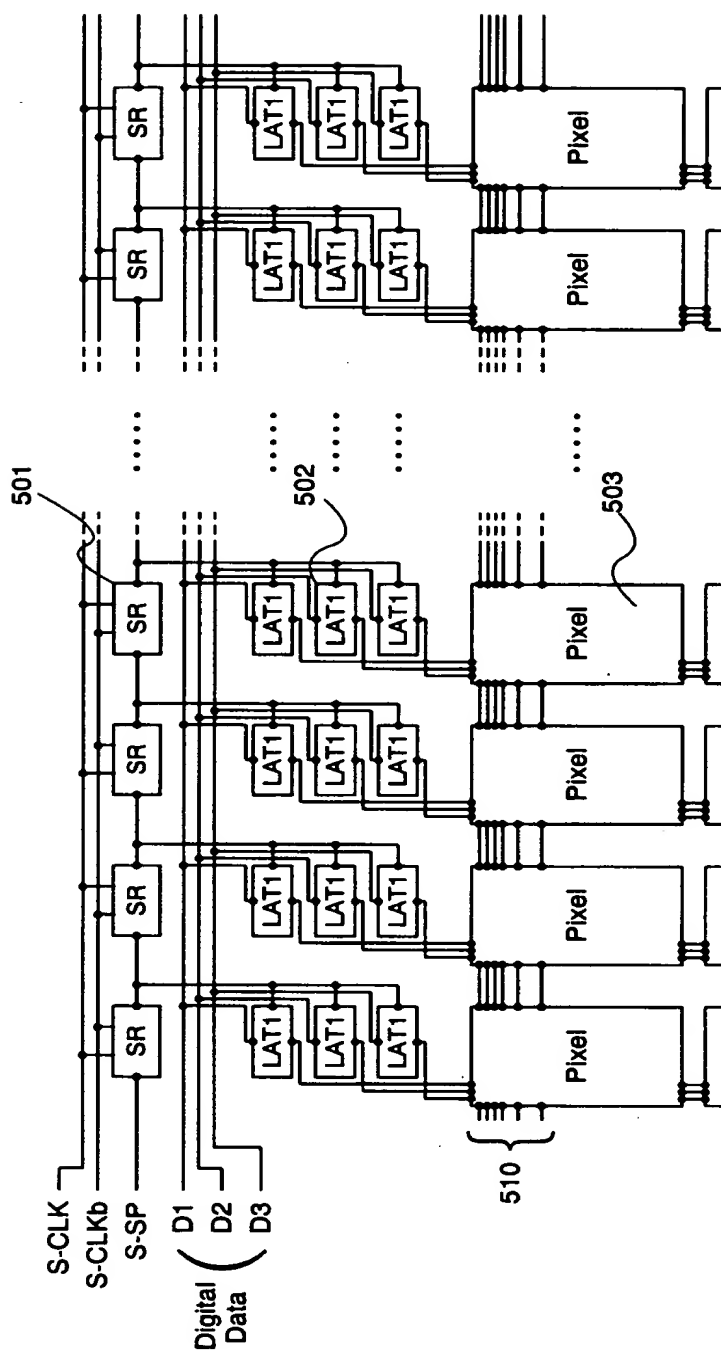 S-CLK
S-CLKb
S-SP
D1
D2
D3
Digital
Data
501
SR SR SR SR SR SR
LAT1 LAT1 LAT1 LAT1 LAT1 LAT1
502
LAT1 LAT1 LAT1 LAT1 LAT1 LAT1
LAT1 LAT1 LAT1 LAT1 LAT1 LAT1
510
503
Pixel Pixel Pixel Pixel Pixel Pixel